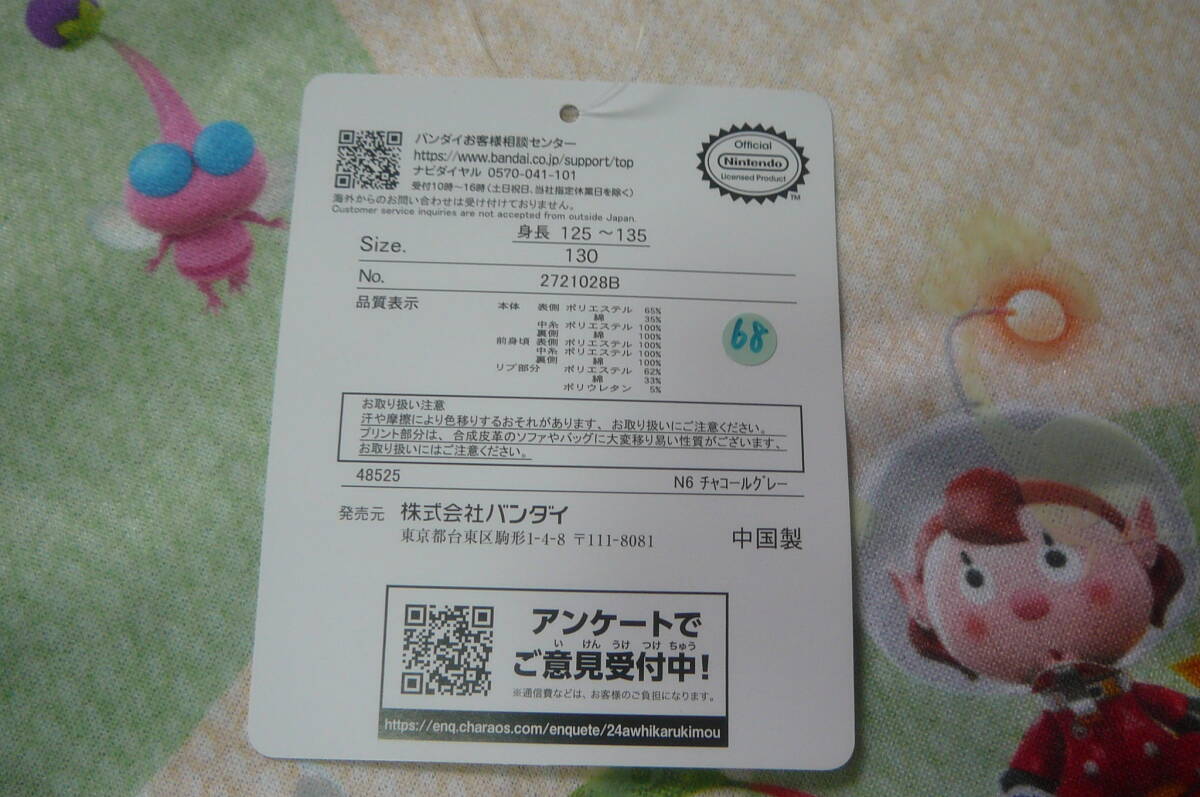 バンダイお客様相談センター
https://www.bandai.co.jp/support/top
ナビダイヤル 0570-041-101
受付10時～16時（土日祝日、当社指定休業日を除く）
海外からのお問い合わせは受け付けておりません。
Customer service inquiries are not accepted from outside Japan.
Official
Nintendo
Licensed Product
TM
Size. 身長 125 ～135
130
No. 2721028B
品質表示 本体 表側 ポリエステル 65%
綿 35%
中糸 ポリエステル 100%
裏側 綿 100%
前身頃 表側 ポリエステル 100%
中糸 ポリエステル 100%
裏側 綿 100%
リブ部分 ポリエステル 62%
綿 33%
ポリウレタン 5%
68
お取り扱い注意
汗や摩擦により色移りするおそれがあります、お取り扱いにご注意ください。
プリント部分は、合成皮革のソファやバッグに大変移り易い性質がございます、
お取り扱いにはご注意ください。
48525 N6 チャコールグレー
発売元 株式会社バンダイ
東京都台東区駒形1-4-8 〒111-8081 中国製
アンケートで
い けん うけ つけ ちゅう
ご意見受付中!
※通信費などは、お客様のご負担になります。
https://enq.charaos.com/enquete/24awhikarukimou